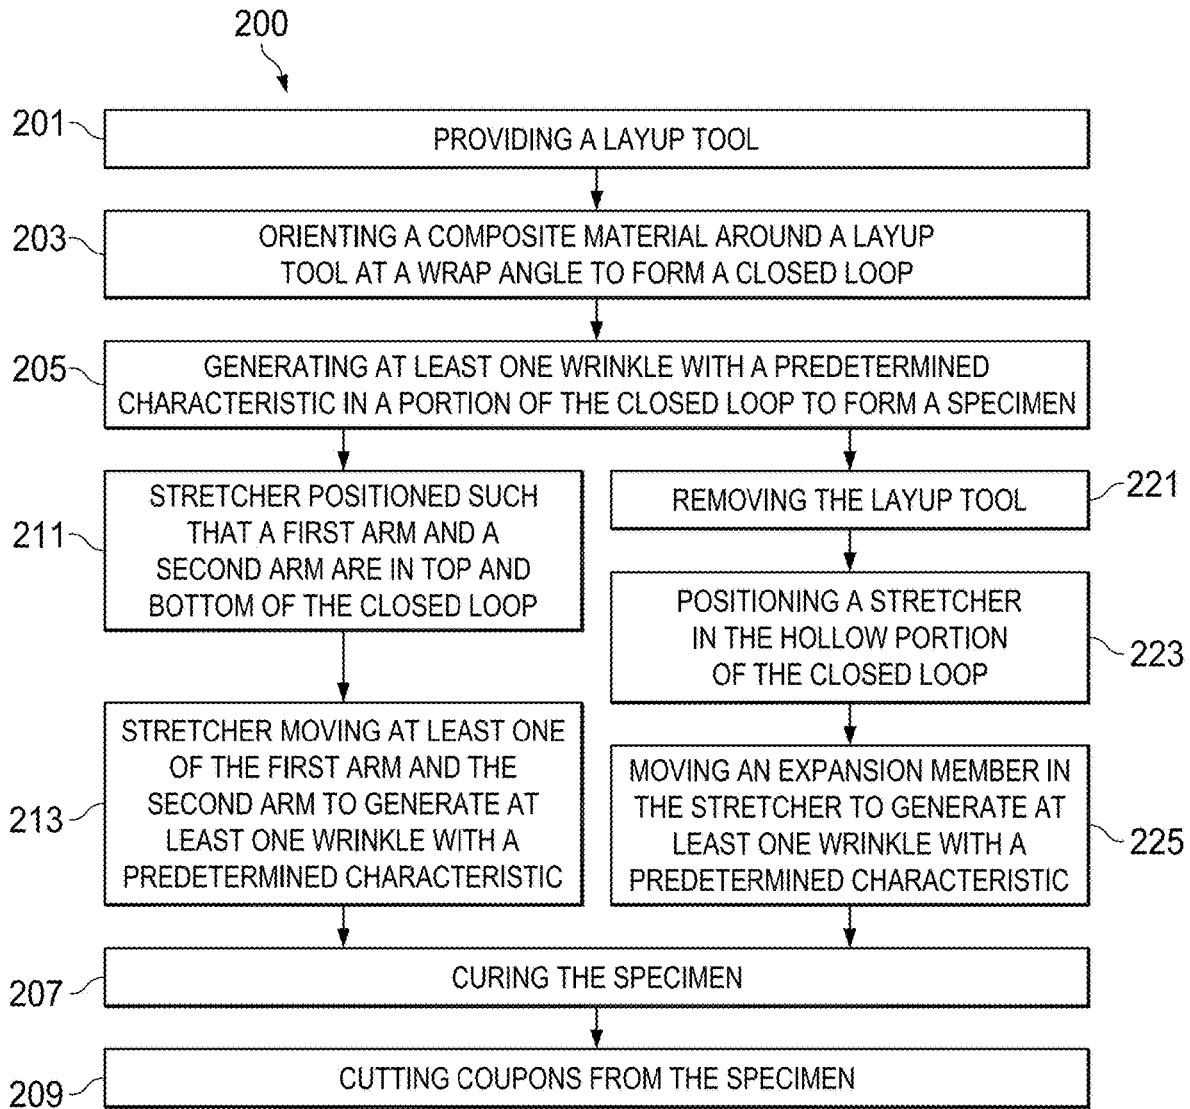 200
201
PROVIDING A LAYUP TOOL
203
ORIENTING A COMPOSITE MATERIAL AROUND A LAYUP
TOOL AT A WRAP ANGLE TO FORM A CLOSED LOOP
205
GENERATING AT LEAST ONE WRINKLE WITH A PREDETERMINED
CHARACTERISTIC IN A PORTION OF THE CLOSED LOOP TO FORM A SPECIMEN
211
STRETCHER POSITIONED SUCH
THAT A FIRST ARM AND A
SECOND ARM ARE IN TOP AND
BOTTOM OF THE CLOSED LOOP
213
STRETCHER MOVING AT LEAST ONE
OF THE FIRST ARM AND THE
SECOND ARM TO GENERATE AT
LEAST ONE WRINKLE WITH A
PREDETERMINED CHARACTERISTIC
REMOVING THE LAYUP TOOL
221
POSITIONING A STRETCHER
IN THE HOLLOW PORTION
OF THE CLOSED LOOP
223
MOVING AN EXPANSION MEMBER IN
THE STRETCHER TO GENERATE AT
LEAST ONE WRINKLE WITH A
PREDETERMINED CHARACTERISTIC
225
207
CURING THE SPECIMEN
209
CUTTING COUPONS FROM THE SPECIMEN